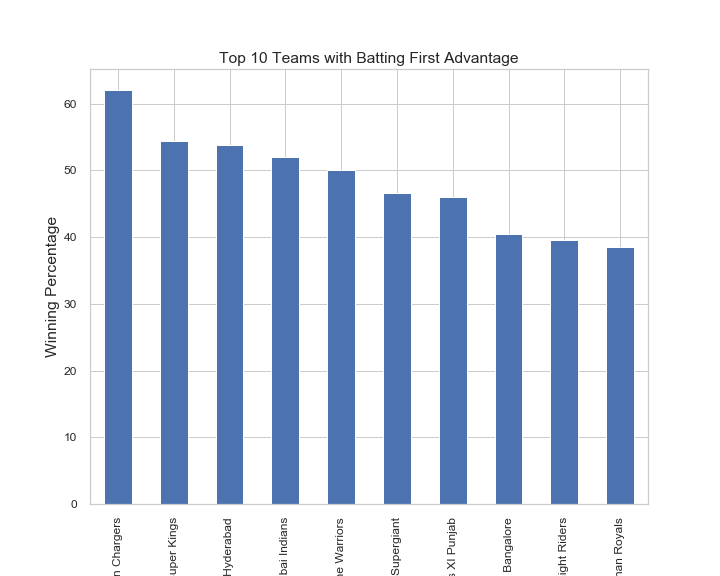 Top 10 Teams with Batting First Advantage
Winning Percentage
60
50
40
30
20
10
0
n Chargers
uper Kings
Hyderabad
bai Indians
ne Warriors
Supergiant
s XI Punjab
Bangalore
ight Riders
han Royals